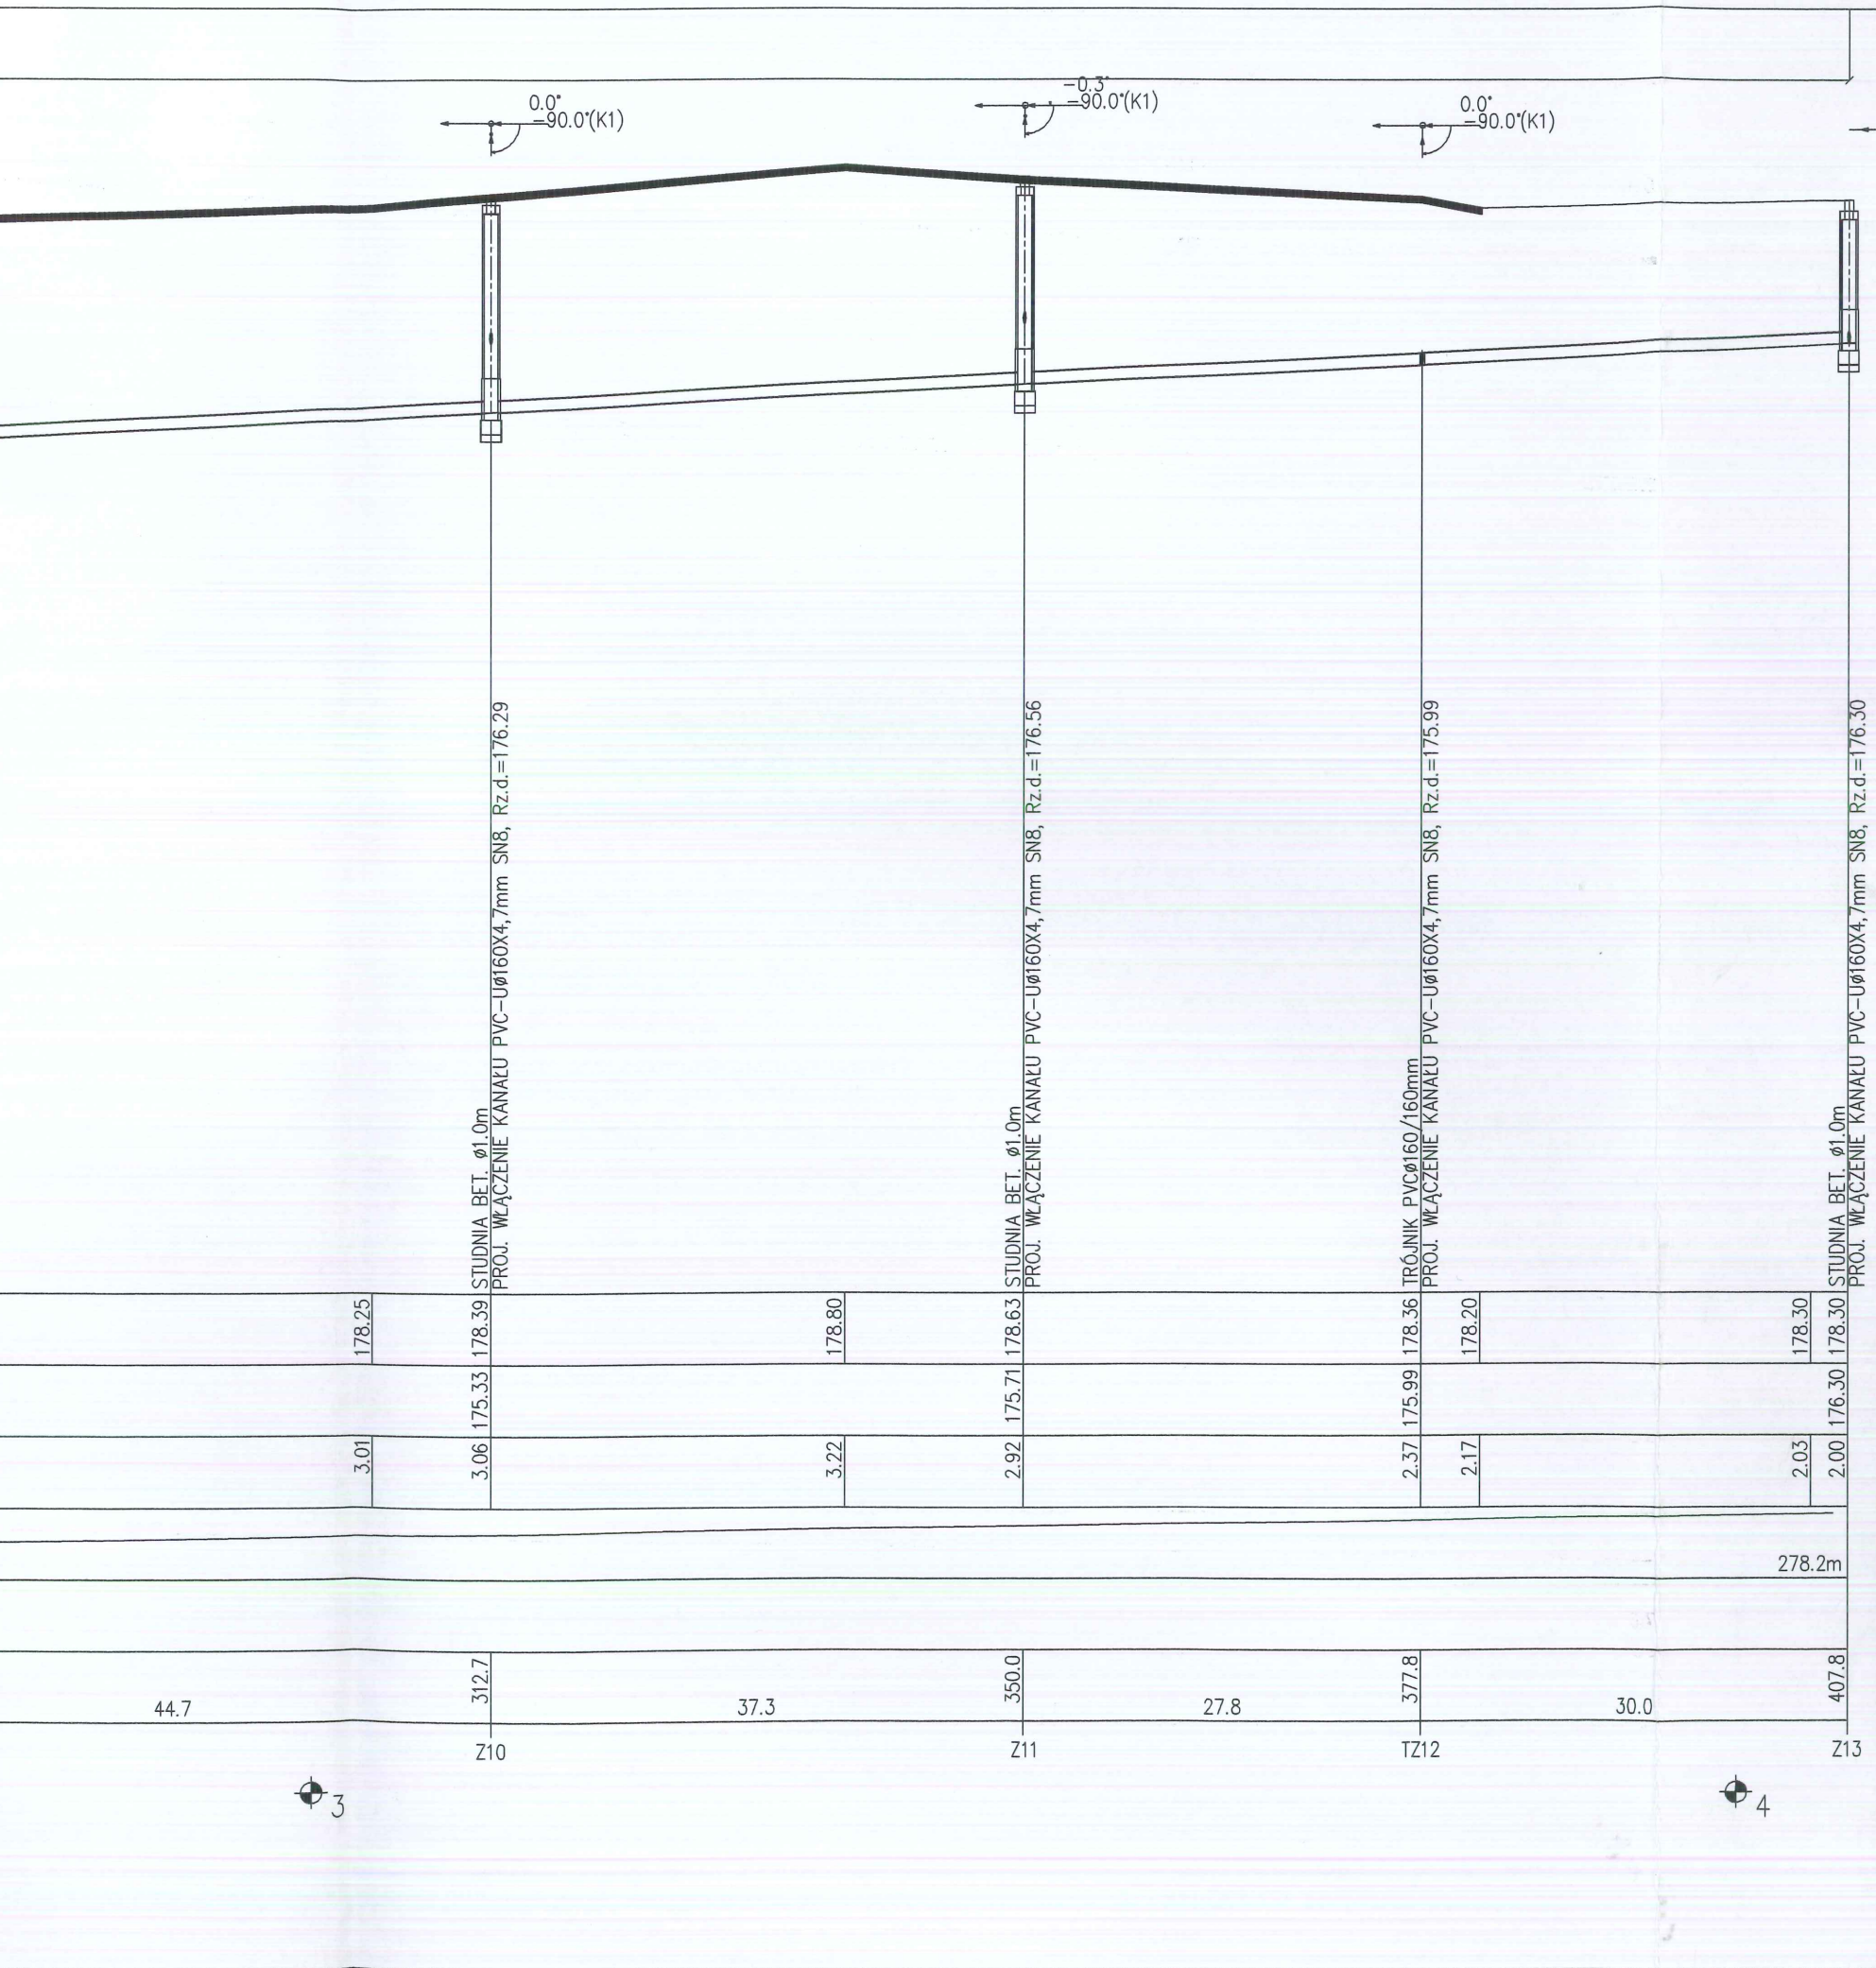 0.0°
-90.0°(K1)
-0.3°
-90.0°(K1)
0.0°
-90.0°(K1)
STUDNIA BET. ø1.0m
PROJ. WŁĄCZENIE KANAŁU PVC-Uø160X4,7mm SN8, Rz.d.=176.29
STUDNIA BET. ø1.0m
PROJ. WŁĄCZENIE KANAŁU PVC-Uø160X4,7mm SN8, Rz.d.=176.56
TRÓJNIK PVCø160/160mm
PROJ. WŁĄCZENIE KANAŁU PVC-Uø160X4,7mm SN8, Rz.d.=175.99
STUDNIA BET. ø1.0m
PROJ. WŁĄCZENIE KANAŁU PVC-Uø160X4,7mm SN8, Rz.d.=176.30
178.25 178.39 178.80 178.63 178.36 178.20 178.30 178.30
175.33 175.71 175.99 176.30
3.01 3.06 3.22 2.92 2.37 2.17 2.03 2.00
278.2m
312.7 350.0 377.8 407.8
44.7 37.3 27.8 30.0
Z10 Z11 TZ12 Z13
3 4